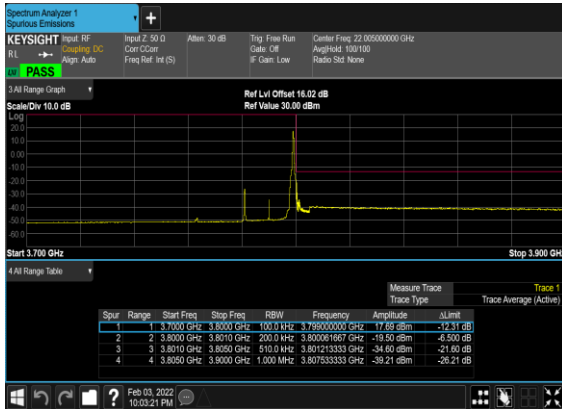 Spectrum Analyzer 1
Spurious Emissions
+
KEYSIGHT Input: RF Input Z: 50 Ω Atten: 30 dB Trig: Free Run Center Freq: 22.005000000 GHz
RL Coupling: DC Corr CCorr Gate: Off Avg|Hold: 100/100
Align: Auto Freq Ref: Int (S) IF Gain: Low Radio Std: None
LXI PASS
3 All Range Graph
Ref Lvl Offset 16.02 dB
Scale/Div 10.0 dB Ref Value 30.00 dBm
Log
20.0
10.0
0.00
-10.0
-20.0
-30.0
-40.0
-50.0
-60.0
Start 3.700 GHz Stop 3.900 GHz
4 All Range Table
Measure Trace Trace 1
Trace Type Trace Average (Active)
Spur Range Start Freq Stop Freq RBW Frequency Amplitude ΔLimit
1 1 3.7000 GHz 3.8000 GHz 100.0 kHz 3.799000000 GHz 17.69 dBm -12.31 dB
2 2 3.8000 GHz 3.8010 GHz 200.0 kHz 3.800061667 GHz -19.50 dBm -6.500 dB
3 3 3.8010 GHz 3.8050 GHz 510.0 kHz 3.801213333 GHz -34.60 dBm -21.60 dB
4 4 3.8050 GHz 3.9000 GHz 1.000 MHz 3.807533333 GHz -39.21 dBm -26.21 dB
? Feb 03, 2022
10:03:21 PM